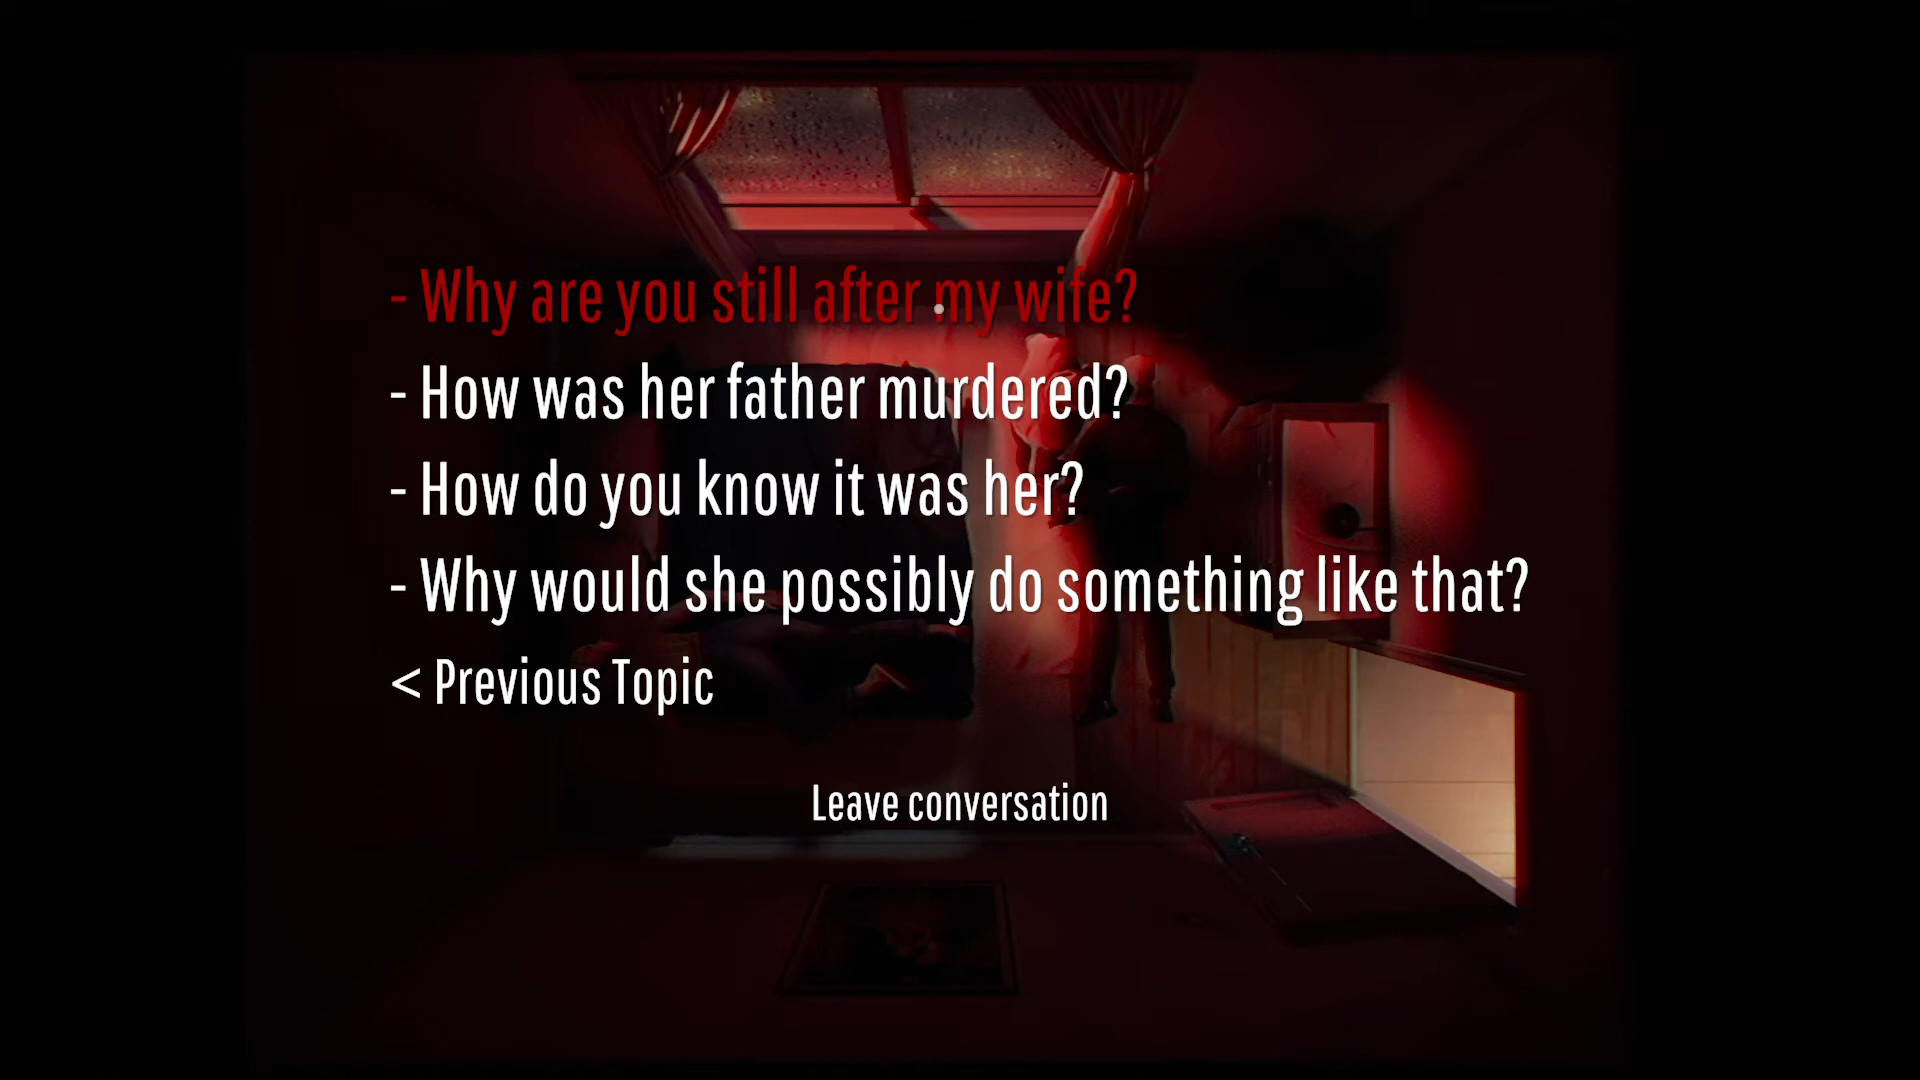 - Why are you still after my wife?
- How was her father murdered?
- How do you know it was her?
- Why would she possibly do something like that?
< Previous Topic
Leave conversation